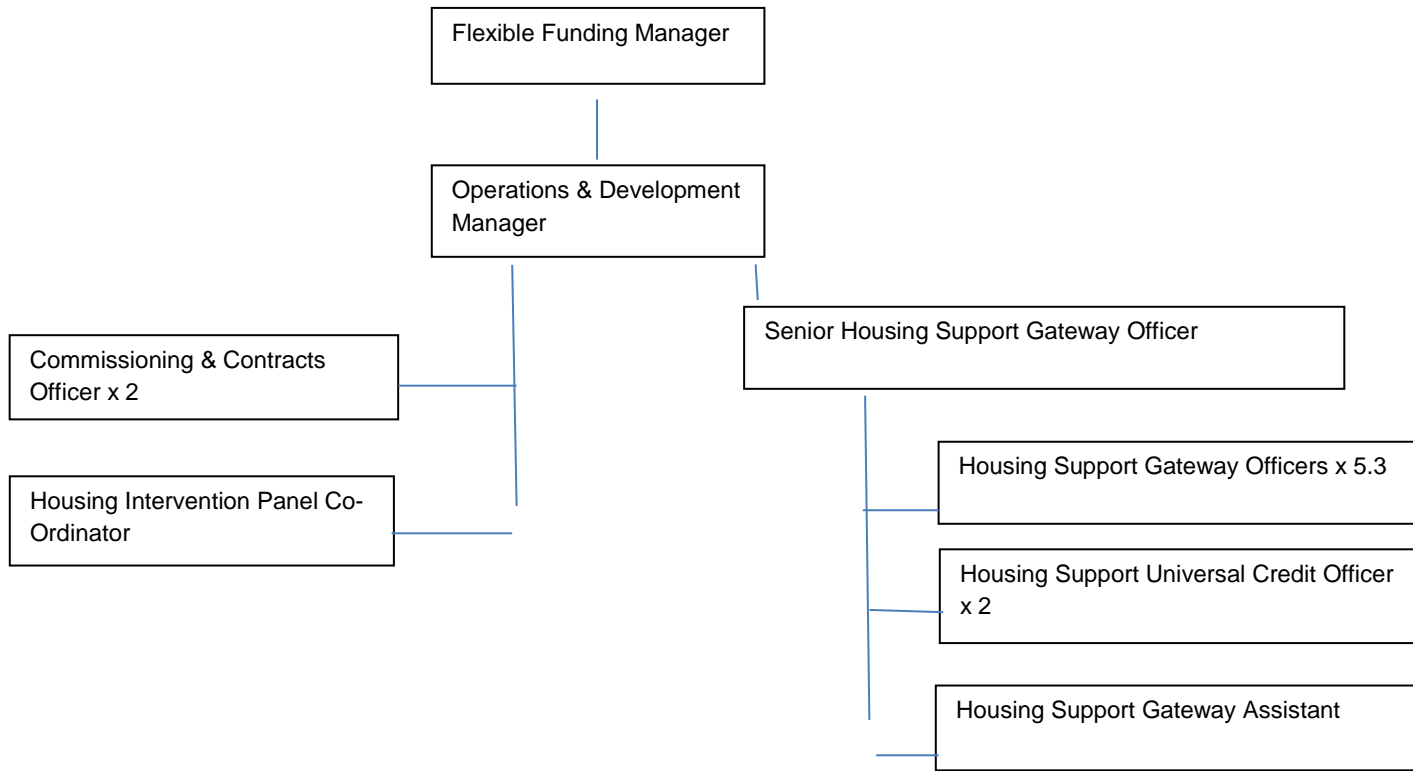 Flexible Funding Manager
Operations & Development
Manager
Senior Housing Support Gateway Officer
Commissioning & Contracts
Officer x 2
Housing Intervention Panel Co-
Ordinator
Housing Support Gateway Officers x 5.3
Housing Support Universal Credit Officer
x 2
Housing Support Gateway Assistant